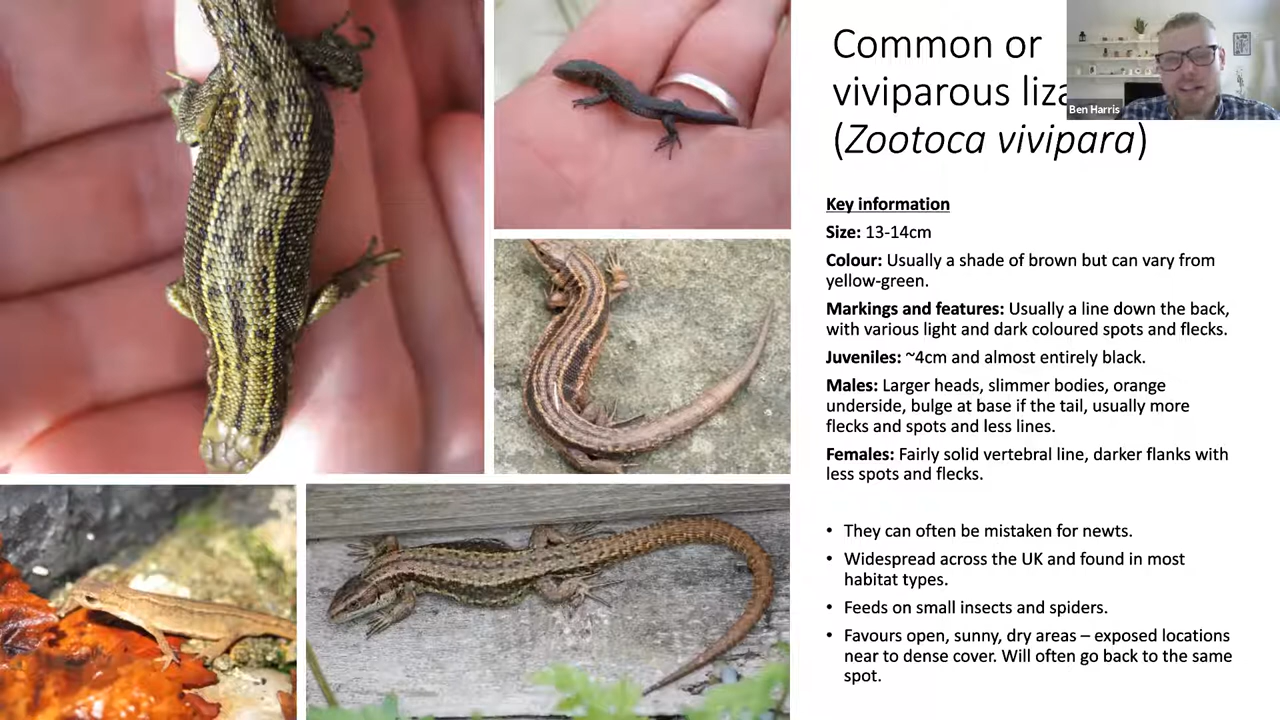 Common or
viviparous liza
(Zootoca vivipara)
Ben Harris
Key information
Size: 13-14cm
Colour: Usually a shade of brown but can vary from
yellow-green.
Markings and features: Usually a line down the back,
with various light and dark coloured spots and flecks.
Juveniles: ~4cm and almost entirely black.
Males: Larger heads, slimmer bodies, orange
underside, bulge at base if the tail, usually more
flecks and spots and less lines.
Females: Fairly solid vertebral line, darker flanks with
less spots and flecks.
• They can often be mistaken for newts.
• Widespread across the UK and found in most
habitat types.
• Feeds on small insects and spiders.
• Favours open, sunny, dry areas – exposed locations
near to dense cover. Will often go back to the same
spot.